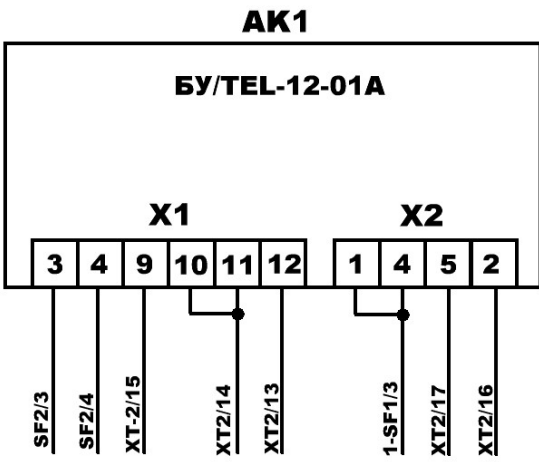 AK1
БУ/TEL-12-01A
X1 X2
3 4 9 10 11 12 1 4 5 2
SF2/3 SF2/4 XT-2/15 XT2/14 XT2/13 1-SF1/3 XT2/17 XT2/16